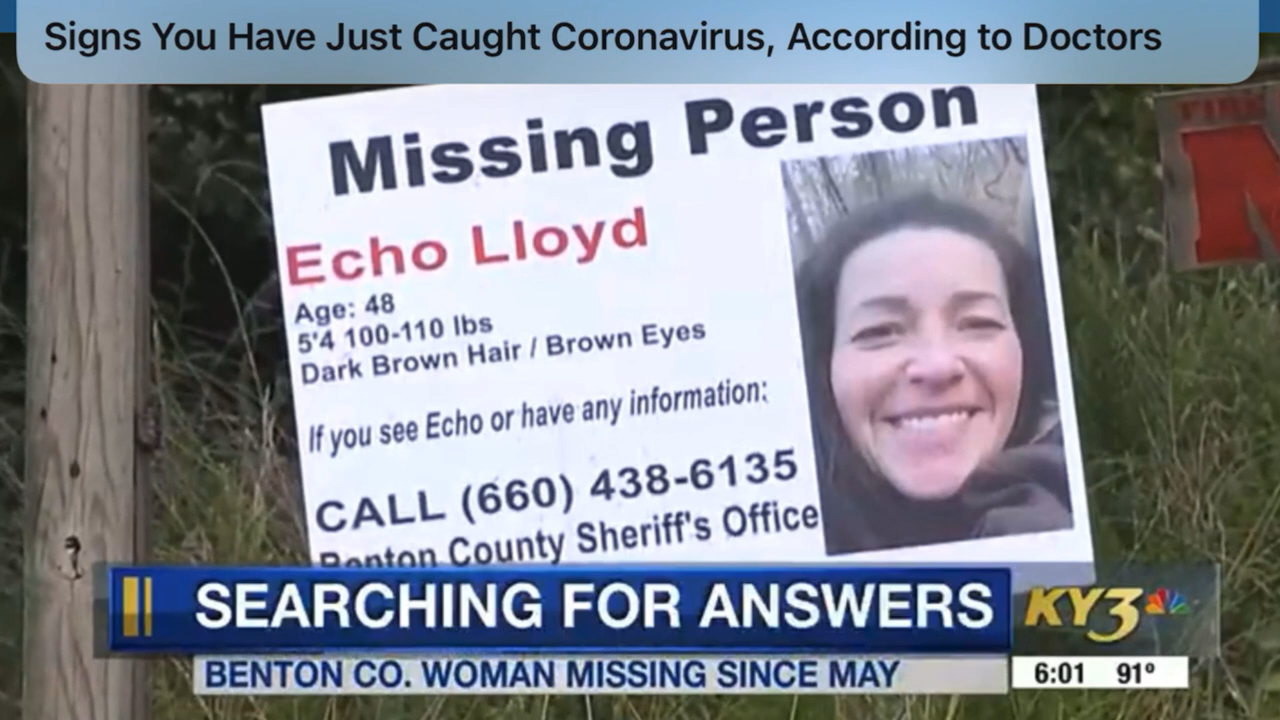 Signs You Have Just Caught Coronavirus, According to Doctors
Missing Person
Echo Lloyd
Age: 48
5'4 100-110 lbs
Dark Brown Hair / Brown Eyes
If you see Echo or have any information:
CALL (660) 438-6135
Benton County Sheriff's Office
SEARCHING FOR ANSWERS
KY3
BENTON CO. WOMAN MISSING SINCE MAY
6:01 91°